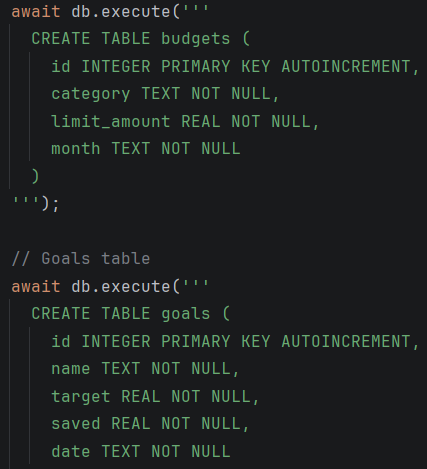 await db.execute('''
CREATE TABLE budgets (
id INTEGER PRIMARY KEY AUTOINCREMENT,
category TEXT NOT NULL,
limit_amount REAL NOT NULL,
month TEXT NOT NULL
)
''');
// Goals table
await db.execute('''
CREATE TABLE goals (
id INTEGER PRIMARY KEY AUTOINCREMENT,
name TEXT NOT NULL,
target REAL NOT NULL,
saved REAL NOT NULL,
date TEXT NOT NULL